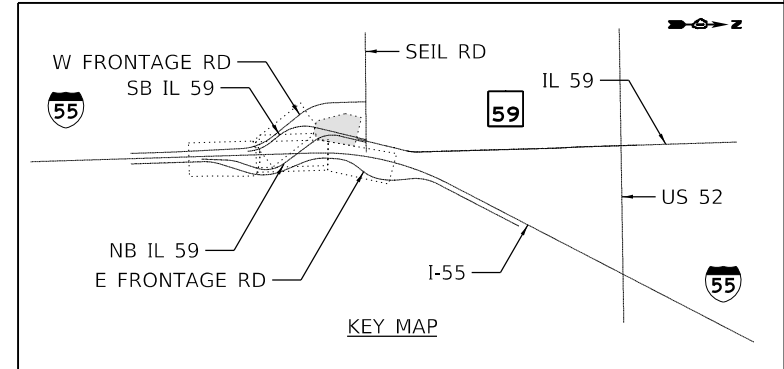 Z
W FRONTAGE RD
SEIL RD
SB IL 59
IL 59
55
59
US 52
NB IL 59
E FRONTAGE RD
I-55
55
KEY MAP